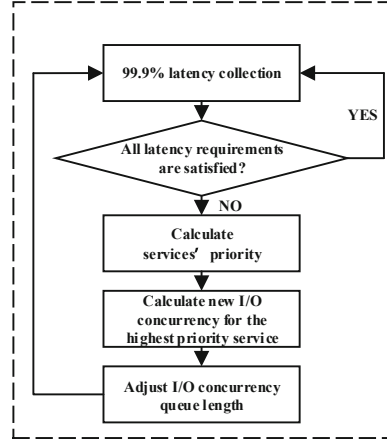 99.9% latency collection
YES
All latency requirements
are satisfied?
NO
Calculate
services' priority
Calculate new I/O
concurrency for the
highest priority service
Adjust I/O concurrency
queue length